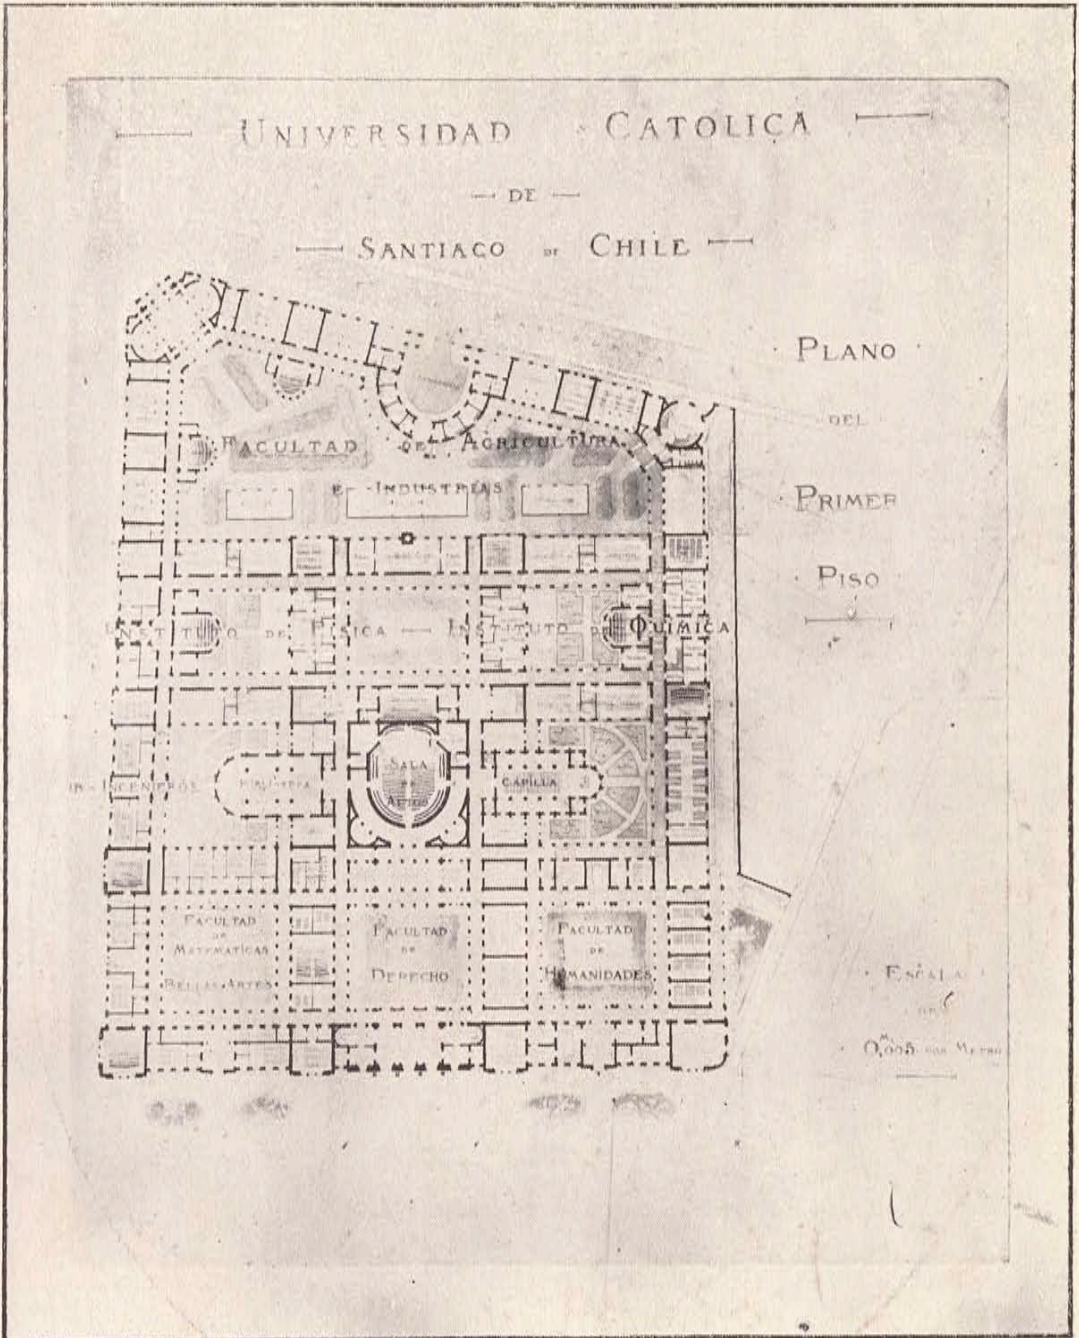 UNIVERSIDAD CATOLICA
DE
SANTIAGO DE CHILE
PLANO
DEL
PRIMER
PISO
FACULTAD DE AGRICULTURA
E INDUSTRIAS
INSTITUTO DE FISICA — INSTITUTO DE QUIMICA
SUB-INGENIEROS
BIBLIOTECA
SALA
DE
ACTOS
CAPILLA
FACULTAD
DE
MATEMATICAS
BELLAS ARTES
FACULTAD
DE
DERECHO
FACULTAD
DE
HUMANIDADES
ESCALA
DE
0,005 POR METRO